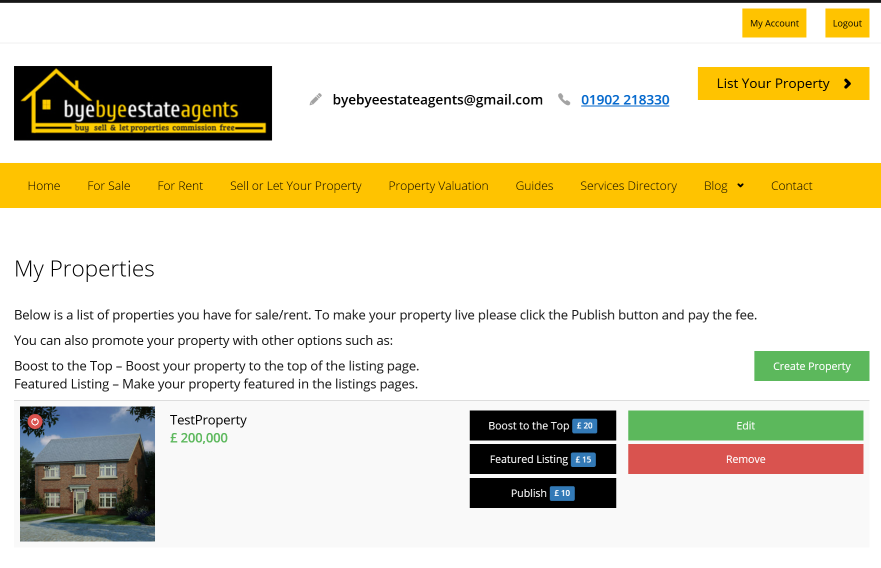 My Account
Logout
byebyeestateagents
buy sell & let properties commission free
byebyeestateagents@gmail.com
01902 218330
List Your Property
Home
For Sale
For Rent
Sell or Let Your Property
Property Valuation
Guides
Services Directory
Blog
Contact
My Properties
Below is a list of properties you have for sale/rent. To make your property live please click the Publish button and pay the fee.
You can also promote your property with other options such as:
Boost to the Top – Boost your property to the top of the listing page.
Featured Listing – Make your property featured in the listings pages.
Create Property
TestProperty
£ 200,000
Boost to the Top £ 20
Featured Listing £ 15
Publish £ 10
Edit
Remove